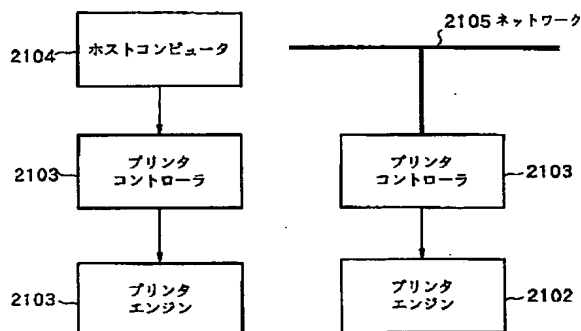 2105 ネットワーク
2104 ホストコンピュータ
2103 プリンタ
コントローラ
プリンタ
コントローラ 2103
2103 プリンタ
エンジン
プリンタ
エンジン 2102